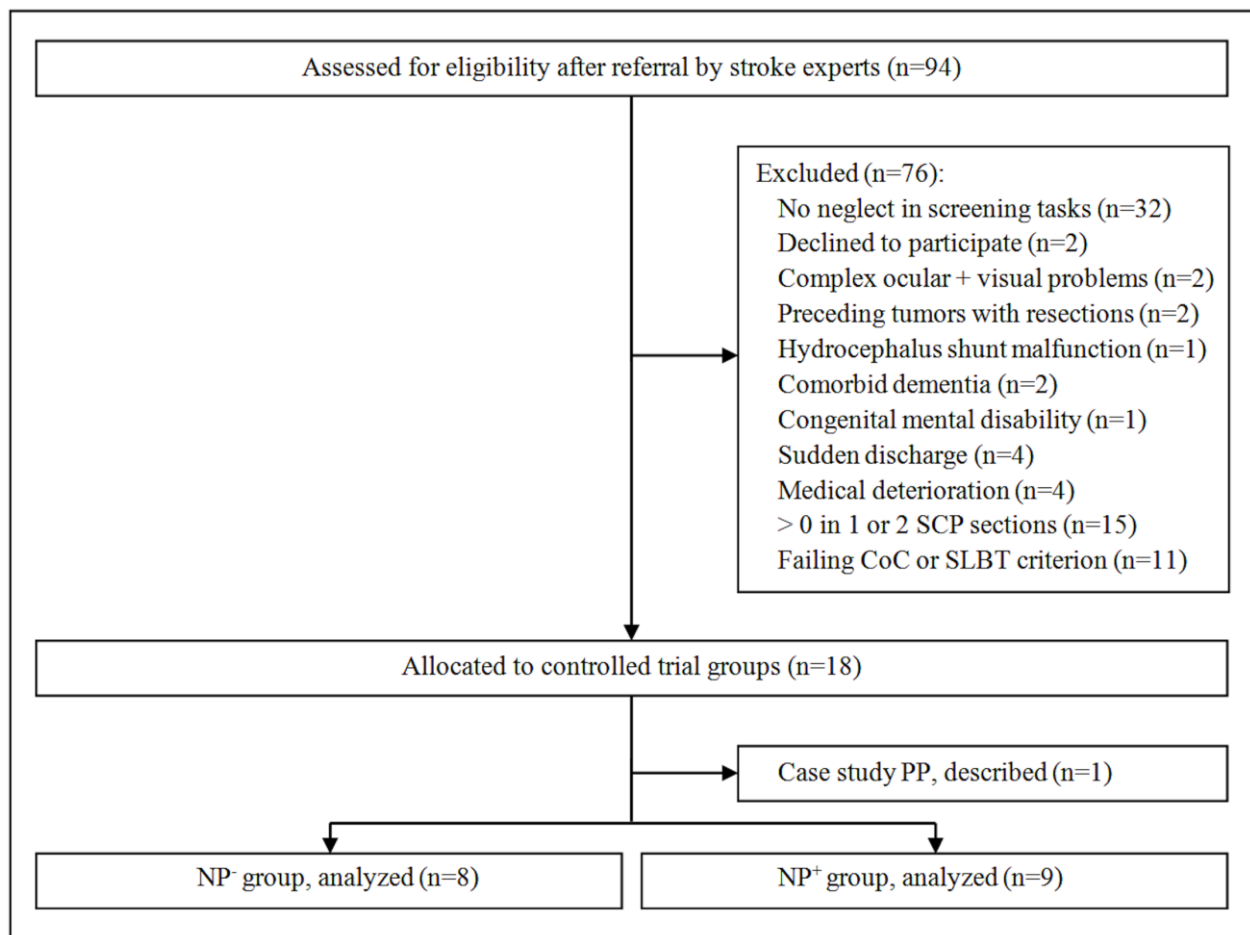 Assessed for eligibility after referral by stroke experts (n=94)
Excluded (n=76):
No neglect in screening tasks (n=32)
Declined to participate (n=2)
Complex ocular + visual problems (n=2)
Preceding tumors with resections (n=2)
Hydrocephalus shunt malfunction (n=1)
Comorbid dementia (n=2)
Congenital mental disability (n=1)
Sudden discharge (n=4)
Medical deterioration (n=4)
> 0 in 1 or 2 SCP sections (n=15)
Failing CoC or SLBT criterion (n=11)
Allocated to controlled trial groups (n=18)
Case study PP, described (n=1)
NP⁻ group, analyzed (n=8)
NP⁺ group, analyzed (n=9)